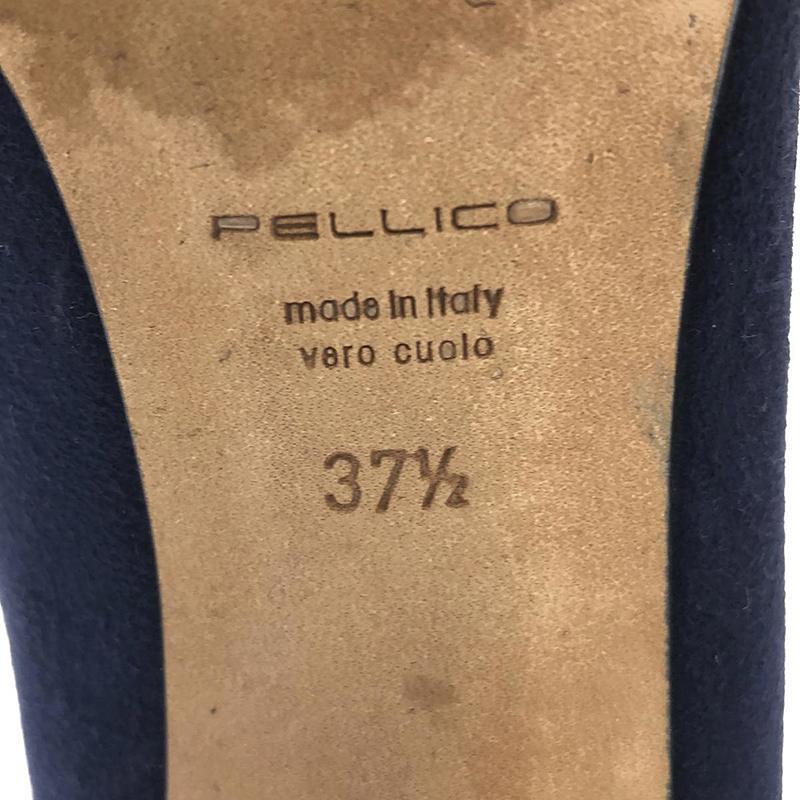 PELLICO
made in Italy
vero cuoio
37½